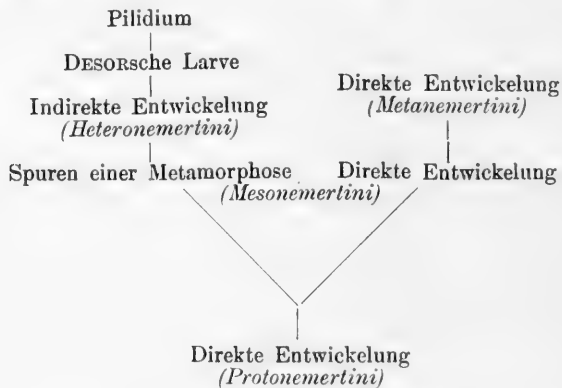 Pilidium
DESORsche Larve
Indirekte Entwickelung
(Heteronemertini)
Direkte Entwickelung
(Metanemertini)
Spuren einer Metamorphose
(Mesonemertini)
Direkte Entwickelung
Direkte Entwickelung
(Protonemertini)